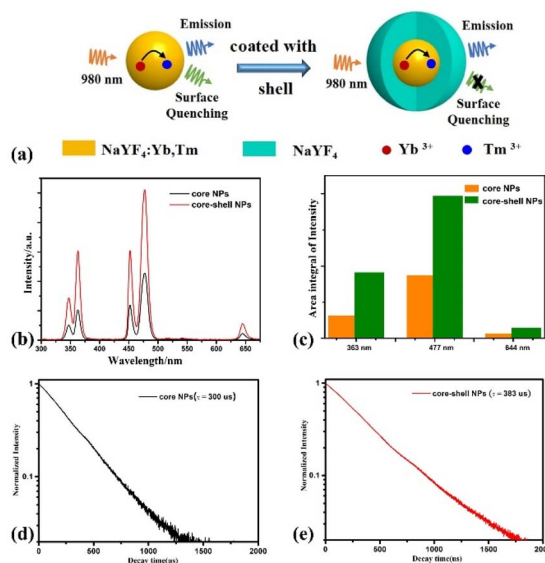 Emission
980 nm
Surface
Quenching
coated with
shell
Emission
980 nm
Surface
Quenching
(a)
NaYF4:Yb,Tm
NaYF4
Yb 3+
Tm 3+
core NPs
core-shell NPs
Intensity/a.u.
300 350 400 450 500 550 600 650
Wavelength/nm
(b)
core NPs
core-shell NPs
Area integral of Intensity
363 nm 477 nm 644 nm
(c)
core NPs(τ = 300 us)
Normalized Intensity
1
0.1
0 500 1000 1500 2000
Decay time(us)
(d)
core-shell NPs (τ = 383 us)
Normalized Intensity
1
0.1
0 500 1000 1500 2000
Decay time(us)
(e)